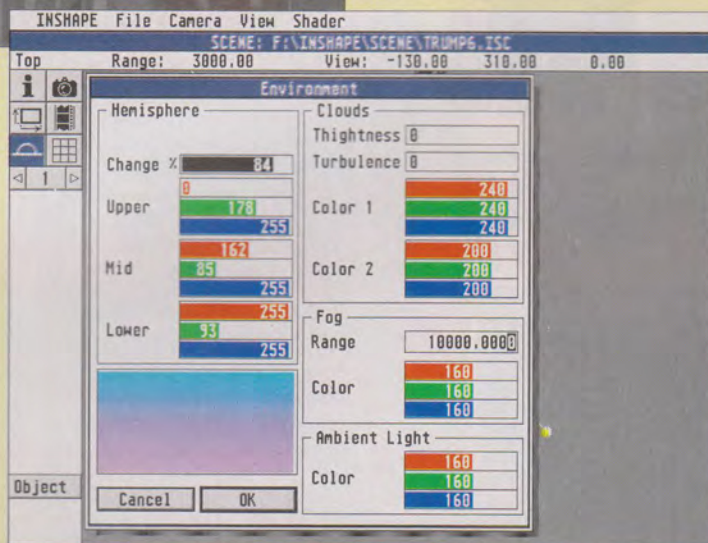 INSHAPE File Camera View Shader
SCENE: F:\INSHAPE\SCENE\TRUMP6.ISC
Top Range: 3000.00 View: -130.00 310.00 0.00
Environment
Hemisphere
Change % 84
Upper
0
178
255
Mid
162
85
255
Lower
255
93
255
Cancel OK
Clouds
Thightness 0
Turbulence 0
Color 1
240
240
240
Color 2
200
200
200
Fog
Range 10000.0000
Color
160
160
160
Ambient Light
Color
160
160
160
1
Object